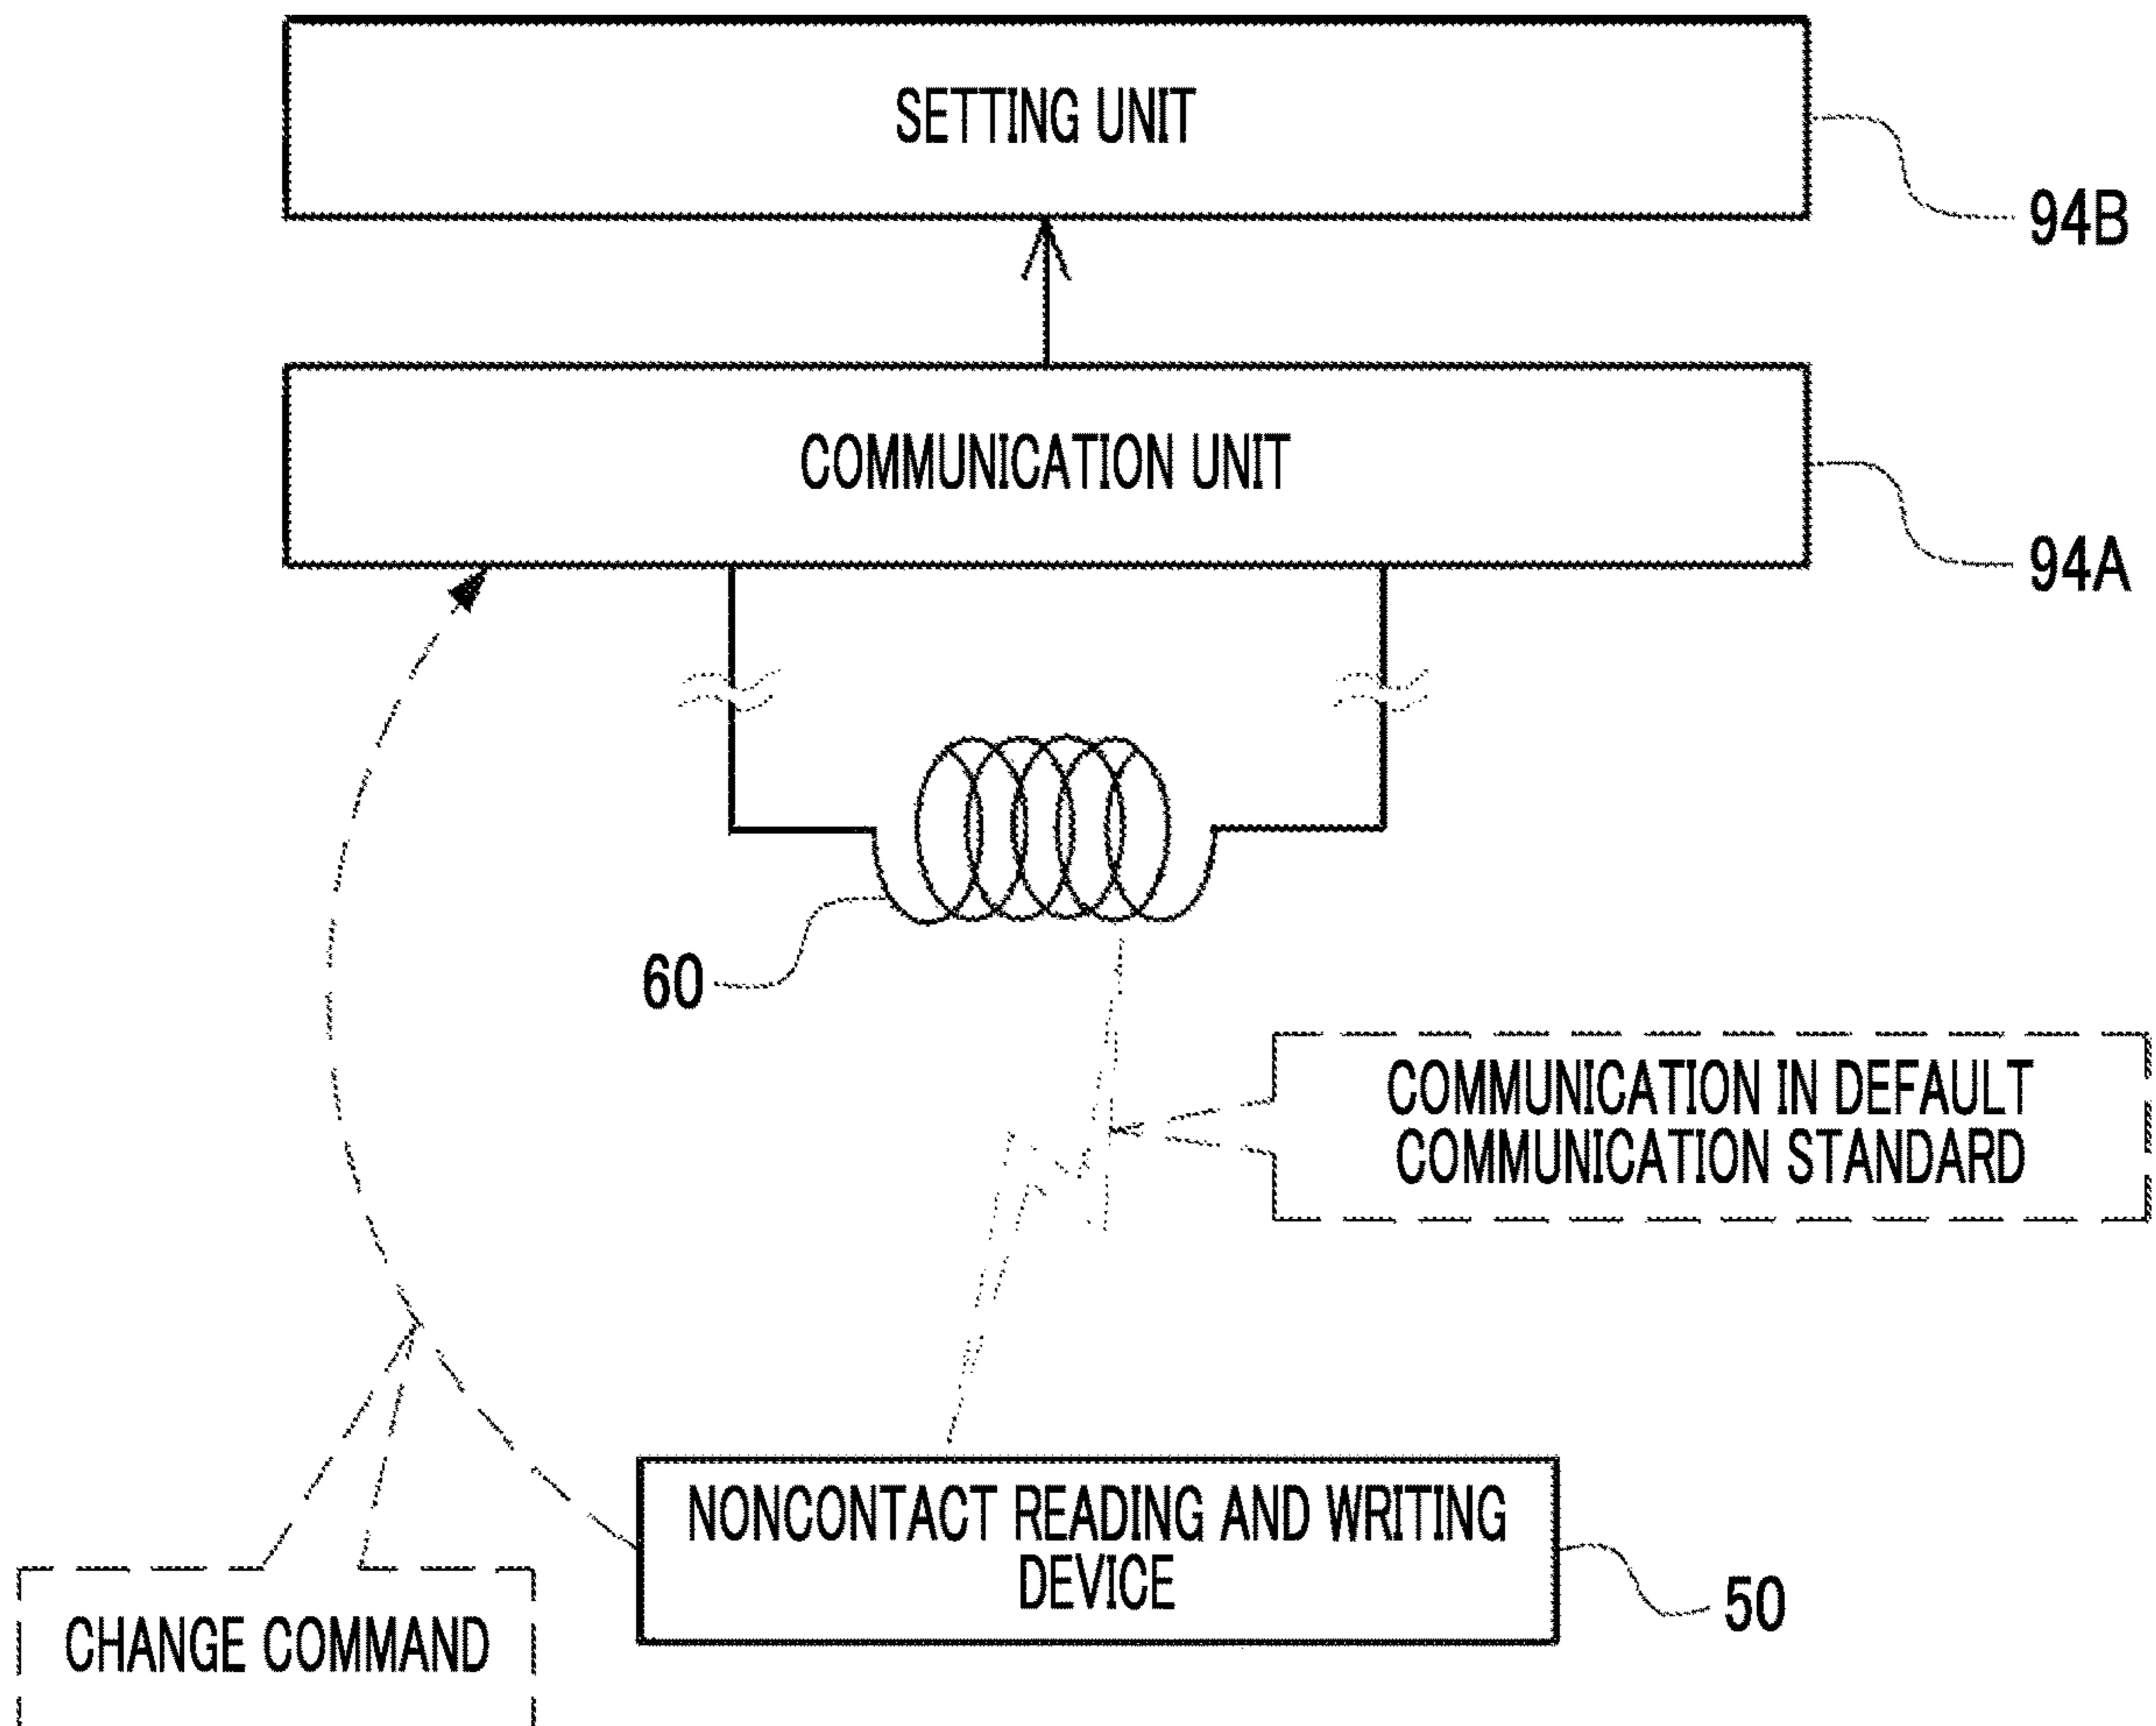 SETTING UNIT
94B
COMMUNICATION UNIT
94A
60
COMMUNICATION IN DEFAULT
COMMUNICATION STANDARD
NONCONTACT READING AND WRITING
DEVICE
50
CHANGE COMMAND